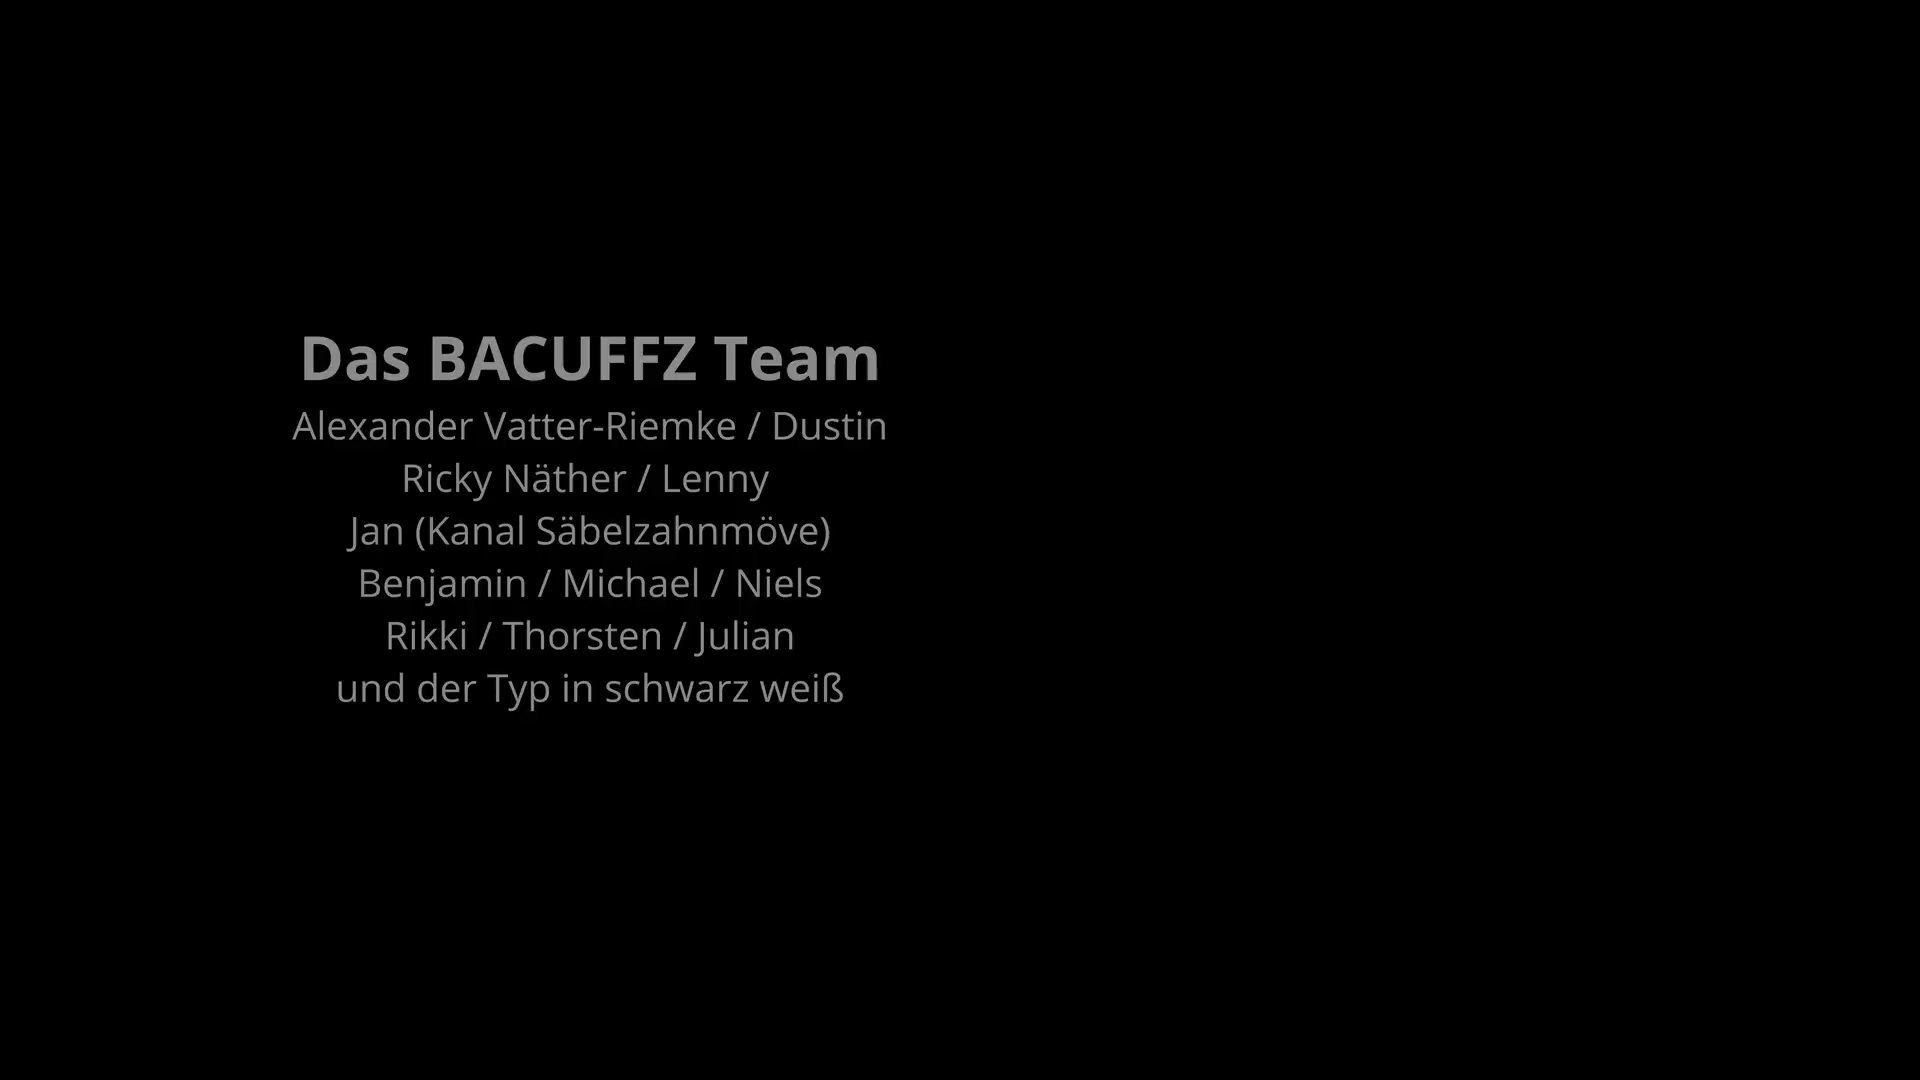 Das BACUFFZ Team
Alexander Vatter-Riemke / Dustin
Ricky Näther / Lenny
Jan (Kanal Säbelzahnmöve)
Benjamin / Michael / Niels
Rikki / Thorsten / Julian
und der Typ in schwarz weiß